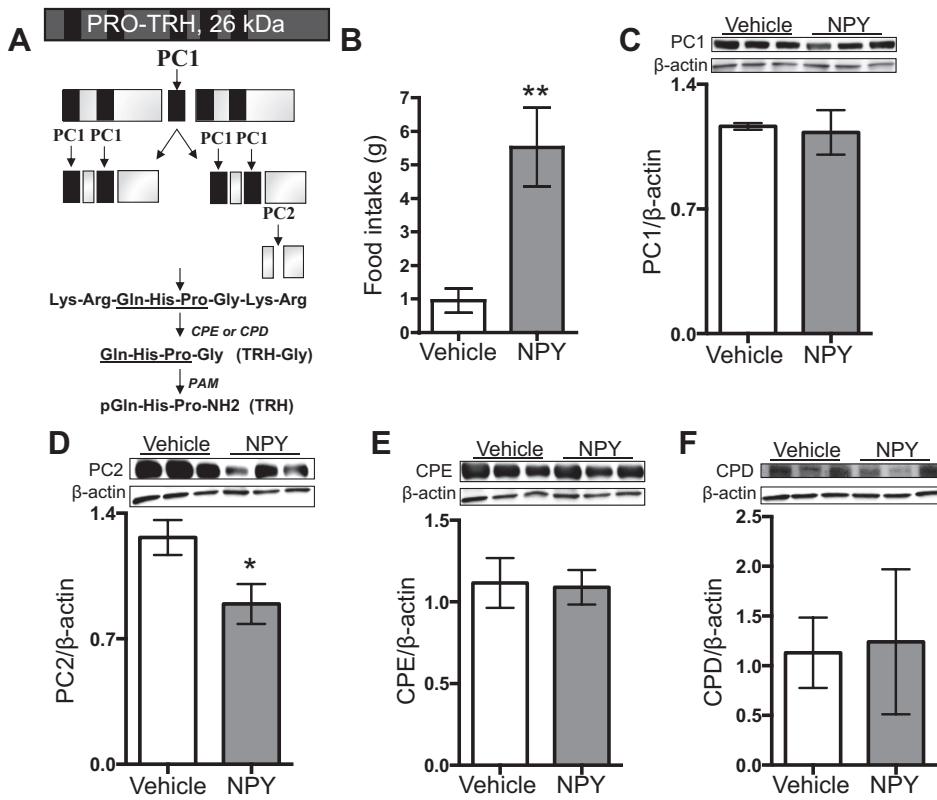 A
PRO-TRH, 26 kDa
PC1
PC1 PC1
PC1 PC1
PC2
Lys-Arg-Gln-His-Pro-Gly-Lys-Arg
CPE or CPD
Gln-His-Pro-Gly (TRH-Gly)
PAM
pGln-His-Pro-NH2 (TRH)
B
Food intake (g)
7
6
5
4
3
2
1
0
**
Vehicle NPY
C
Vehicle NPY
PC1
β-actin
PC1/β-actin
1.4
0.7
0.0
Vehicle NPY
D
Vehicle NPY
PC2
β-actin
PC2/β-actin
1.4
0.7
0.0
*
Vehicle NPY
E
Vehicle NPY
CPE
β-actin
CPE/β-actin
1.5
1.0
0.5
0.0
Vehicle NPY
F
Vehicle NPY
CPD
β-actin
CPD/β-actin
2.5
2.0
1.5
1.0
0.5
0.0
Vehicle NPY